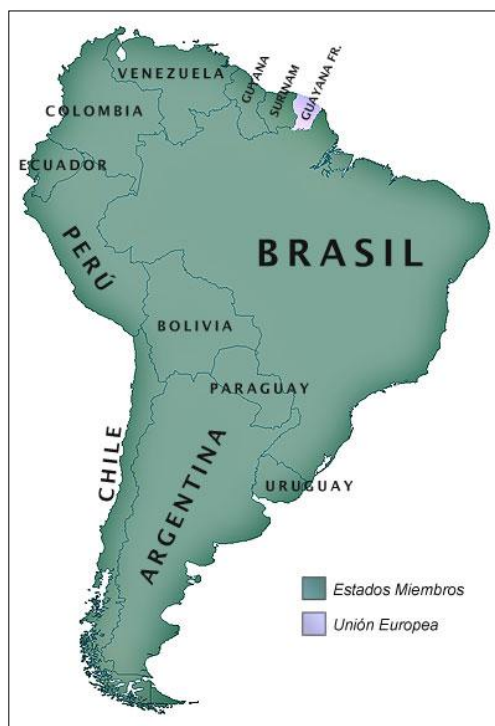 VENEZUELA
GUYANA
SURINAM
GUAYANA FR.
COLOMBIA
ECUADOR
PERÚ
BRASIL
BOLIVIA
PARAGUAY
CHILE
ARGENTINA
URUGUAY
Estados Miembros
Unión Europea